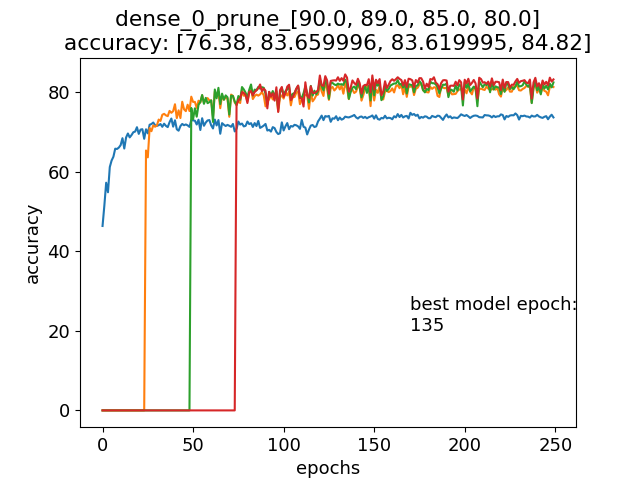 dense_0_prune_[90.0, 89.0, 85.0, 80.0]
accuracy: [76.38, 83.659996, 83.619995, 84.82]
80
60
40
20
0
accuracy
best model epoch:
135
0 50 100 150 200 250
epochs